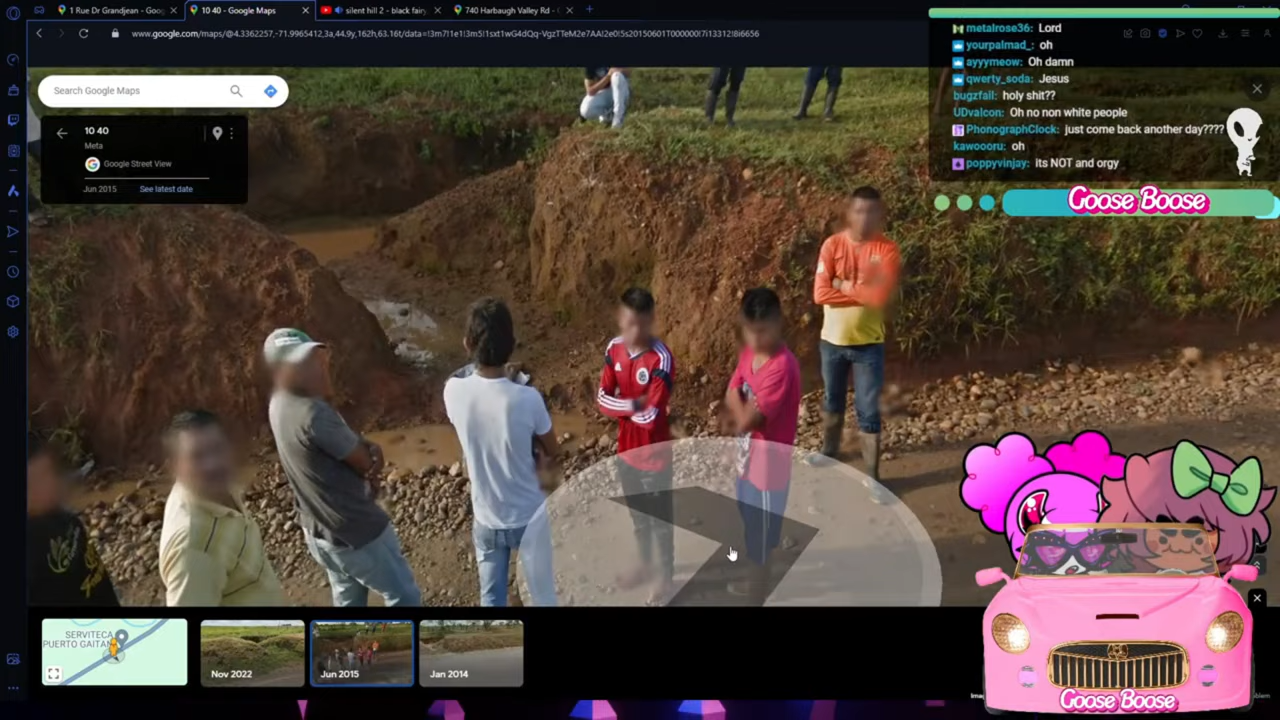 1 Rue Dr Grandjean - Goo
10 40 - Google Maps
silent hill 2 - black fairy
740 Harbaugh Valley Rd -
www.google.com/maps/@4.3362257,-71.9965412,3a,44.9y,162h,63.16t/data=!3m7!1e1!3m5!1sxt1wG4dQq-VgzTTeM2e7AA!2e0!5s20150601T000000!7i13312!8i6656
Search Google Maps
10 40
Meta
Google Street View
Jun 2015 See latest date
metalrose36: Lord
yourpalmad_: oh
ayyymeow: Oh damn
qwerty_soda: Jesus
bugzfall: holy shit??
UDvalcon: Oh no non white people
PhonographClock: just come back another day????
kawoooru: oh
poppyvinjay: its NOT and orgy
Goose Boose
SERVITECA
PUERTO GAITAN
Nov 2022
Jun 2015
Jan 2014
Goose Boose